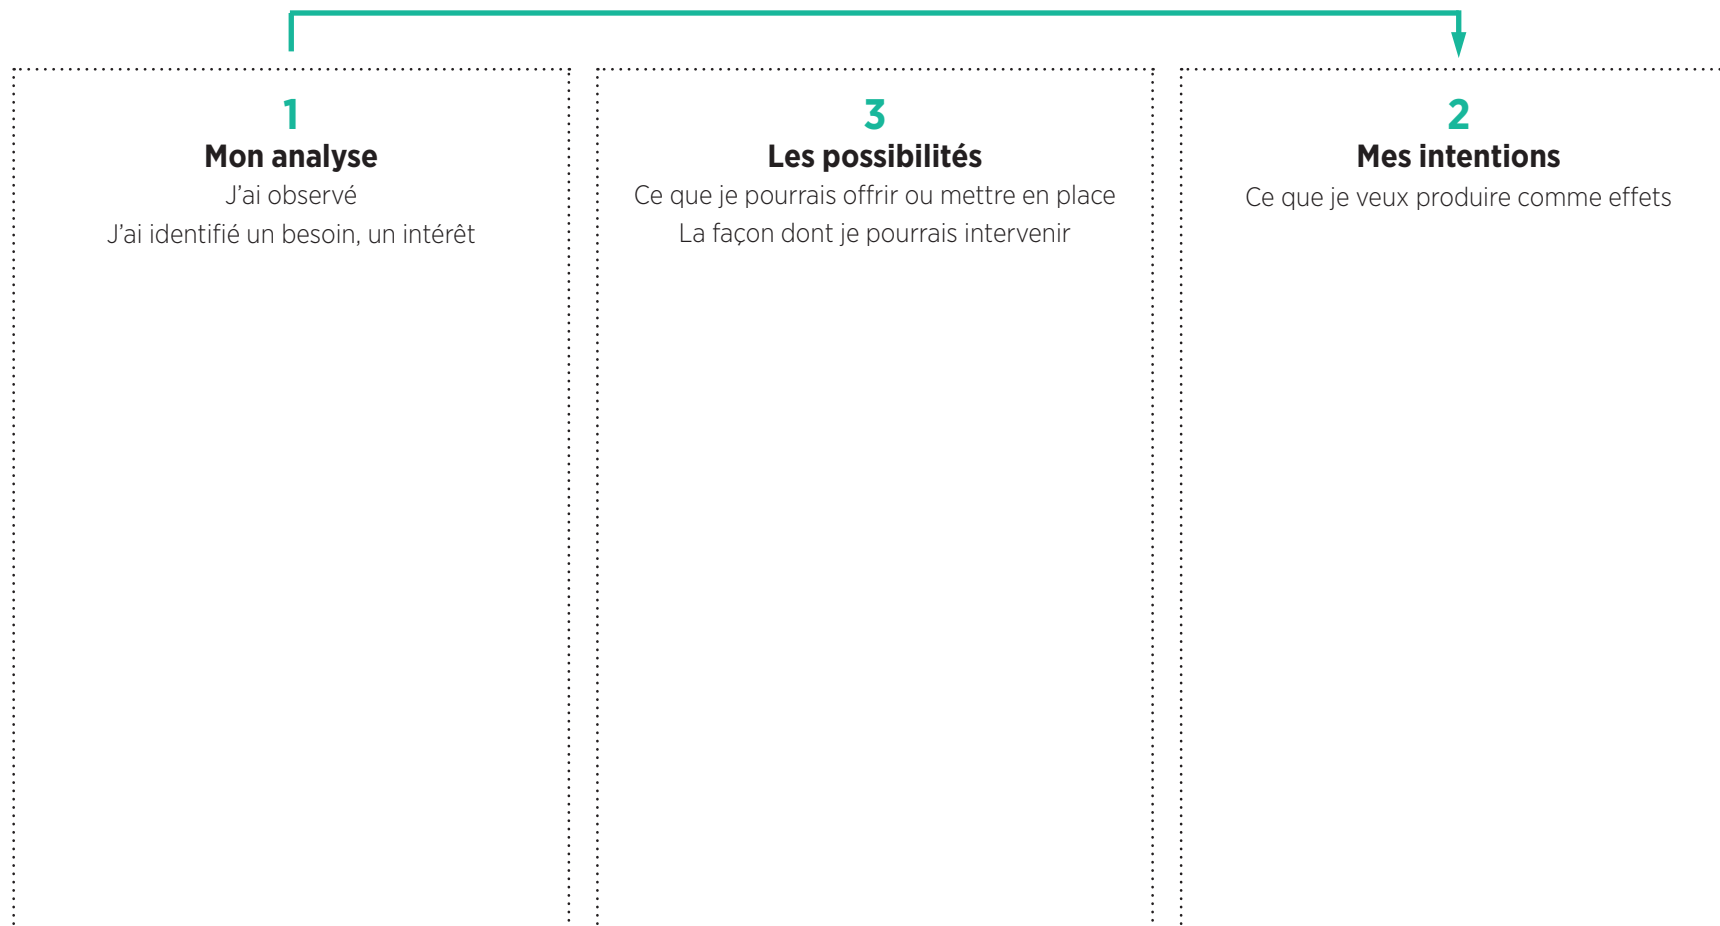 1
Mon analyse
J'ai observé
J'ai identifié un besoin, un intérêt
3
Les possibilités
Ce que je pourrais offrir ou mettre en place
La façon dont je pourrais intervenir
2
Mes intentions
Ce que je veux produire comme effets